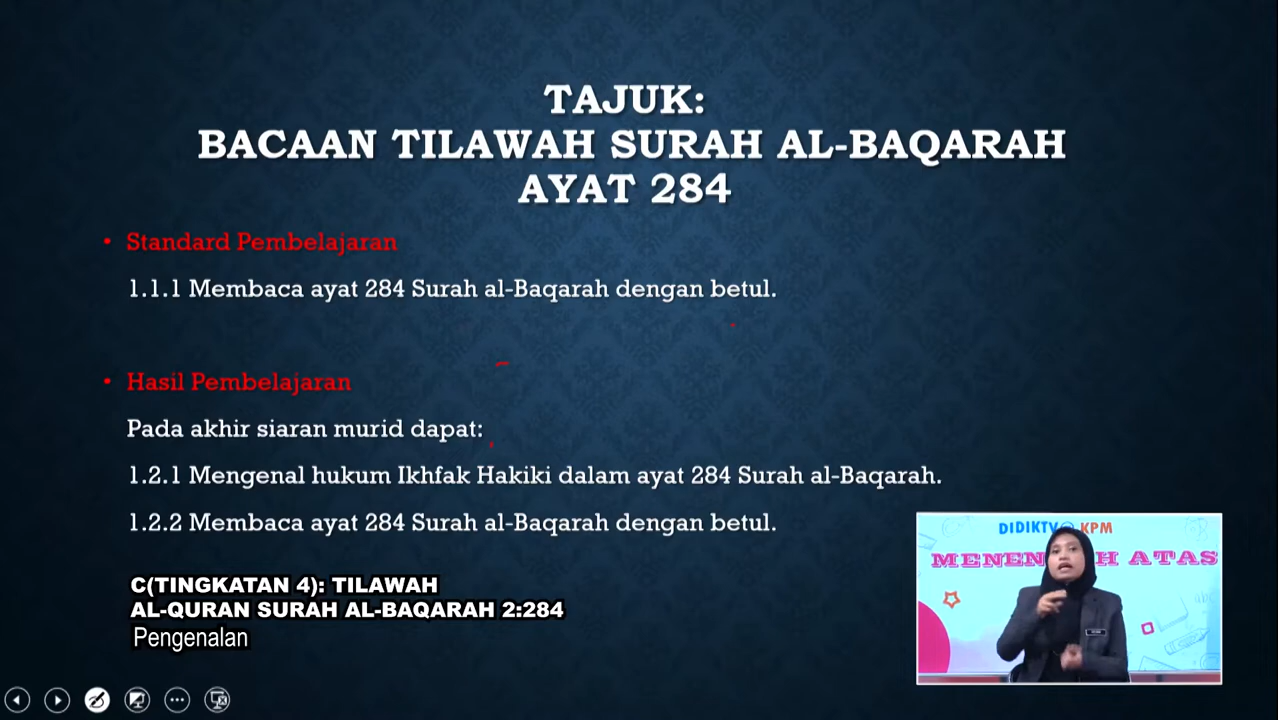 TAJUK:
BACAAN TILAWAH SURAH AL-BAQARAH
AYAT 284
• Standard Pembelajaran
1.1.1 Membaca ayat 284 Surah al-Baqarah dengan betul.
• Hasil Pembelajaran
Pada akhir siaran murid dapat:
1.2.1 Mengenal hukum Ikhfak Hakiki dalam ayat 284 Surah al-Baqarah.
1.2.2 Membaca ayat 284 Surah al-Baqarah dengan betul.
C(TINGKATAN 4): TILAWAH
AL-QURAN SURAH AL-BAQARAH 2:284
Pengenalan
DIDIKTV KPM
MENEN H ATAS